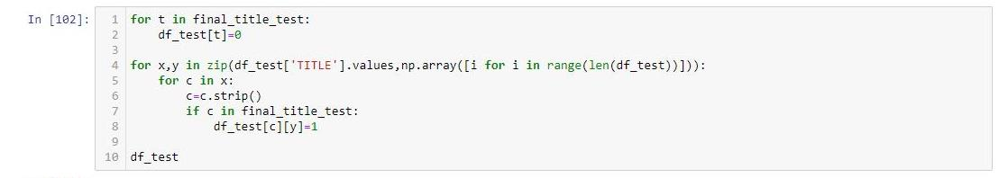 In [102]:
1 for t in final_title_test:
2     df_test[t]=0
3
4 for x,y in zip(df_test['TITLE'].values,np.array([i for i in range(len(df_test))])):
5     for c in x:
6         c=c.strip()
7         if c in final_title_test:
8             df_test[c][y]=1
9
10 df_test